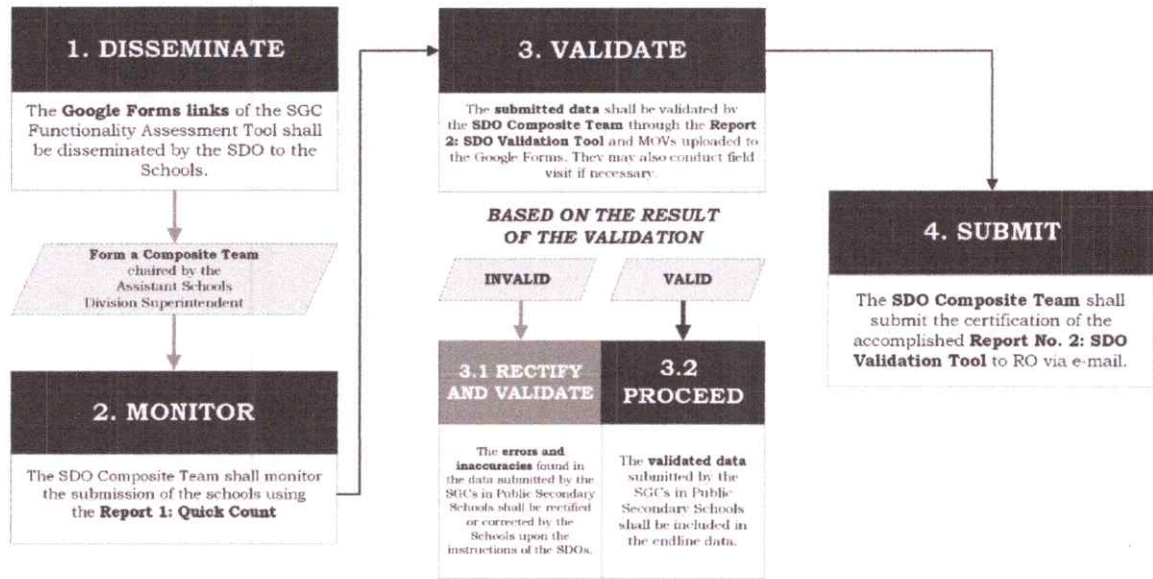 1. DISSEMINATE
The Google Forms links of the SGC
Functionality Assessment Tool shall
be disseminated by the SDO to the
Schools.
Form a Composite Team
chaired by the
Assistant Schools
Division Superintendent
2. MONITOR
The SDO Composite Team shall monitor
the submission of the schools using
the Report 1: Quick Count
3. VALIDATE
The submitted data shall be validated by
the SDO Composite Team through the Report
2: SDO Validation Tool and MOVs uploaded to
the Google Forms. They may also conduct field
visit if necessary.
BASED ON THE RESULT
OF THE VALIDATION
INVALID
VALID
3.1 RECTIFY
AND VALIDATE
The errors and
inaccuracies found in
the data submitted by the
SGCs in Public Secondary
Schools shall be rectified
or corrected by the
Schools upon the
instructions of the SDOs.
3.2
PROCEED
The validated data
submitted by the
SGCs in Public
Secondary Schools
shall be included in
the endline data.
4. SUBMIT
The SDO Composite Team shall
submit the certification of the
accomplished Report No. 2: SDO
Validation Tool to RO via e-mail.